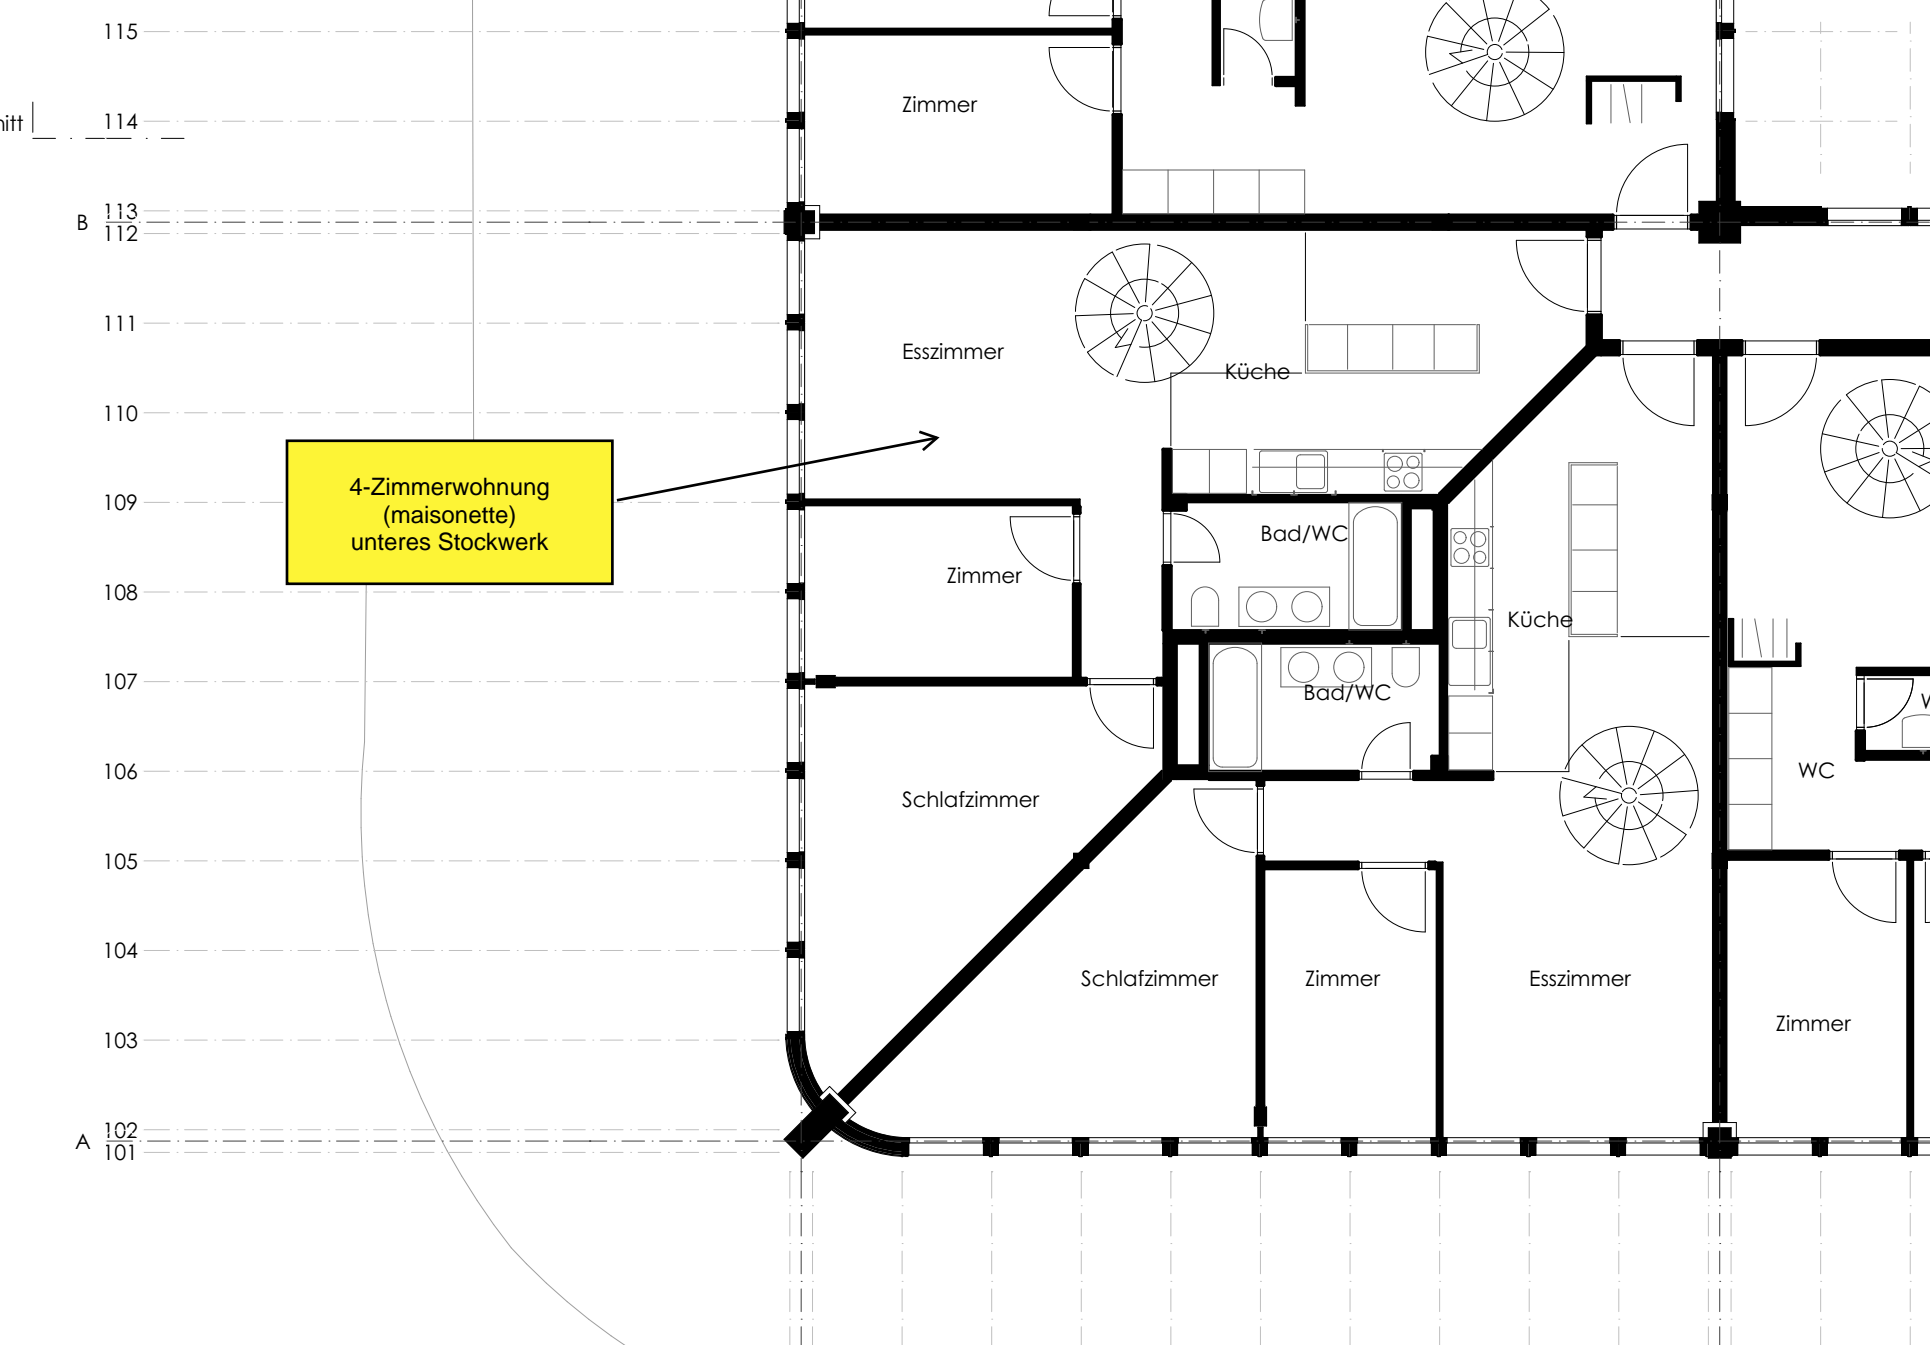 115
Zimmer
nitt
114
113
B
112
111
Esszimmer
Küche
110
4-Zimmerwohnung
(maisonette)
unteres Stockwerk
109
Bad/WC
Zimmer
108
Küche
107
Bad/WC
106
WC
Schlafzimmer
105
104
Schlafzimmer
Zimmer
Esszimmer
Zimmer
103
102
A
101